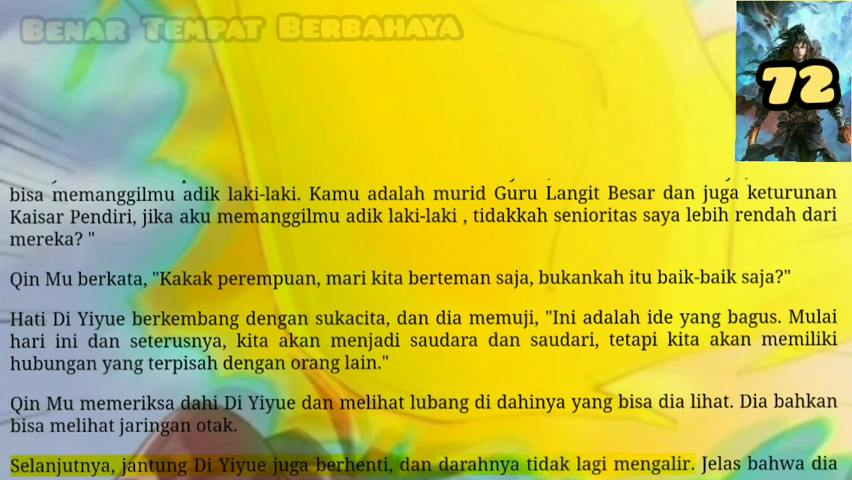 BENAR TEMPAT BERBAHAYA
72
bisa memanggilmu adik laki-laki. Kamu adalah murid Guru Langit Besar dan juga keturunan
Kaisar Pendiri, jika aku memanggilmu adik laki-laki , tidakkah senioritas saya lebih rendah dari
mereka? "
Qin Mu berkata, "Kakak perempuan, mari kita berteman saja, bukankah itu baik-baik saja?"
Hati Di Yiyue berkembang dengan sukacita, dan dia memuji, "Ini adalah ide yang bagus. Mulai
hari ini dan seterusnya, kita akan menjadi saudara dan saudari, tetapi kita akan memiliki
hubungan yang terpisah dengan orang lain."
Qin Mu memeriksa dahi Di Yiyue dan melihat lubang di dahinya yang bisa dia lihat. Dia bahkan
bisa melihat jaringan otak.
Selanjutnya, jantung Di Yiyue juga berhenti, dan darahnya tidak lagi mengalir. Jelas bahwa dia